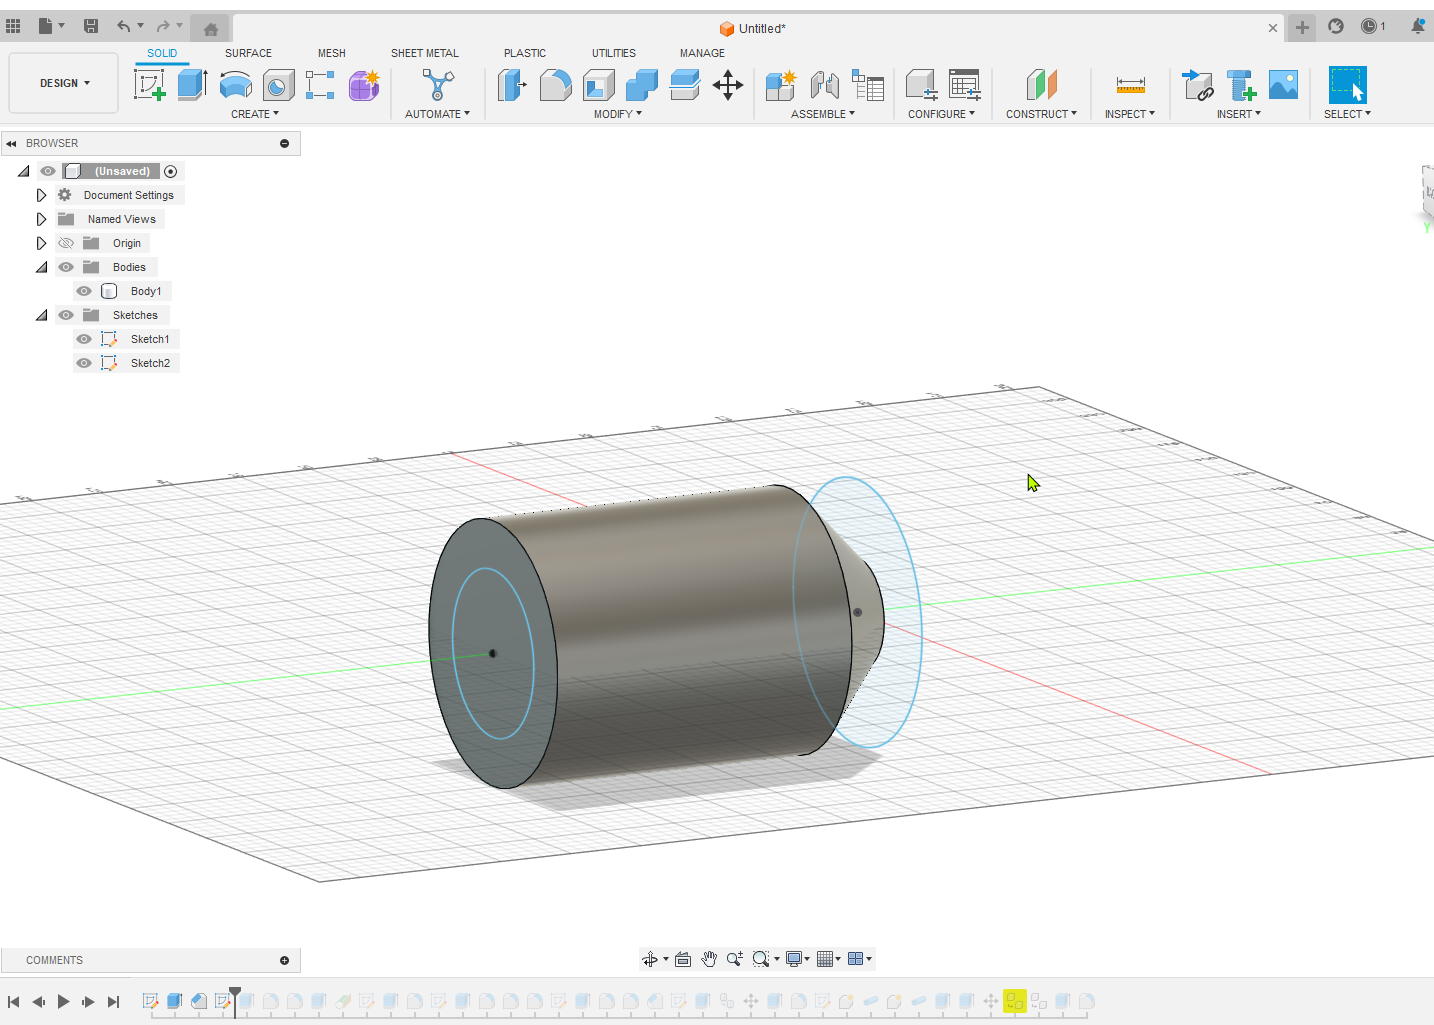 Untitled*
1
DESIGN
SOLID
SURFACE
MESH
SHEET METAL
PLASTIC
UTILITIES
MANAGE
CREATE
AUTOMATE
MODIFY
ASSEMBLE
CONFIGURE
CONSTRUCT
INSPECT
INSERT
SELECT
BROWSER
(Unsaved)
Document Settings
Named Views
Origin
Bodies
Body1
Sketches
Sketch1
Sketch2
Y
COMMENTS